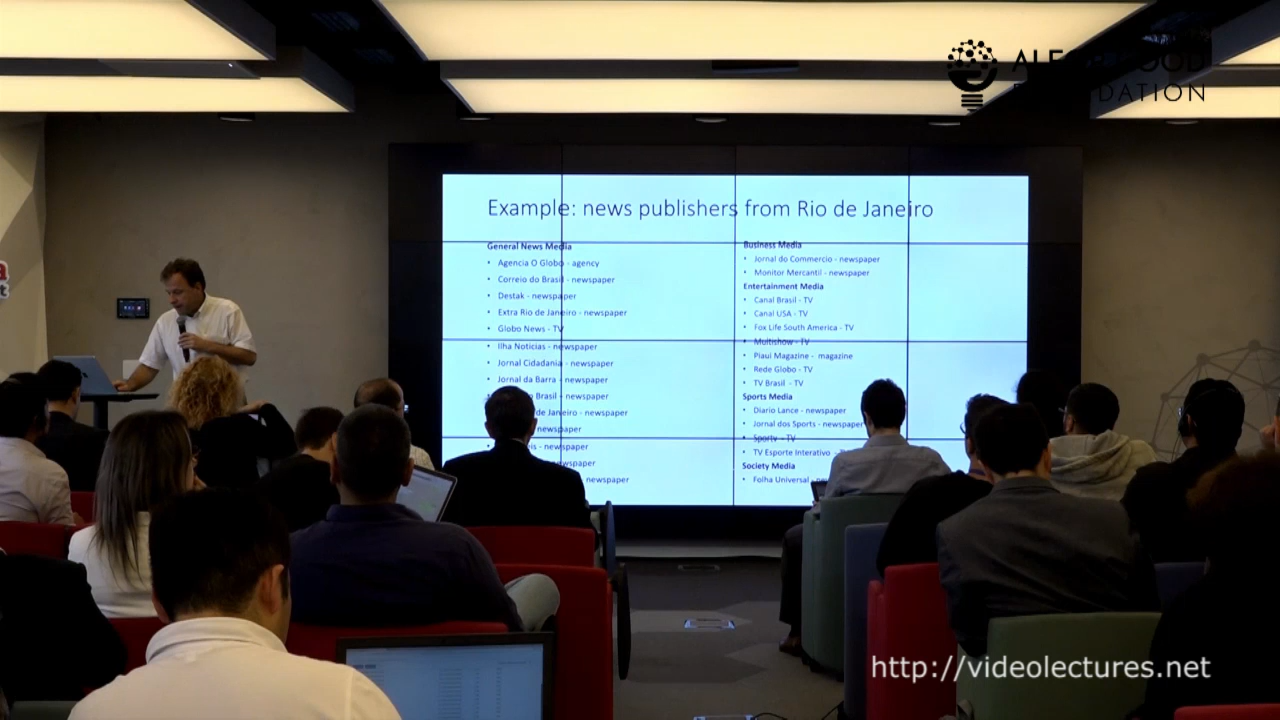 Example: news publishers from Rio de Janeiro
General News Media
• Agencia O Globo - agency
• Correio do Brasil - newspaper
• Destak - newspaper
• Extra Rio de Janeiro - newspaper
• Globo News - TV
• Ilha Noticias - newspaper
• Jornal Cidadania - newspaper
• Jornal da Barra - newspaper
Brasil - newspaper
de Janeiro - newspaper
newspaper
- newspaper
newspaper
newspaper
Business Media
• Jornal do Commercio - newspaper
• Monitor Mercantil - newspaper
Entertainment Media
• Canal Brasil - TV
• Canal USA - TV
• Fox Life South America - TV
• Multishow - TV
• Piaui Magazine - magazine
• Rede Globo - TV
• TV Brasil - TV
Sports Media
• Diario Lance - newspaper
• Jornal dos Sports - newspaper
• Sportv - TV
• TV Esporte Interativo -
Society Media
• Folha Universal -
http://videolectures.net